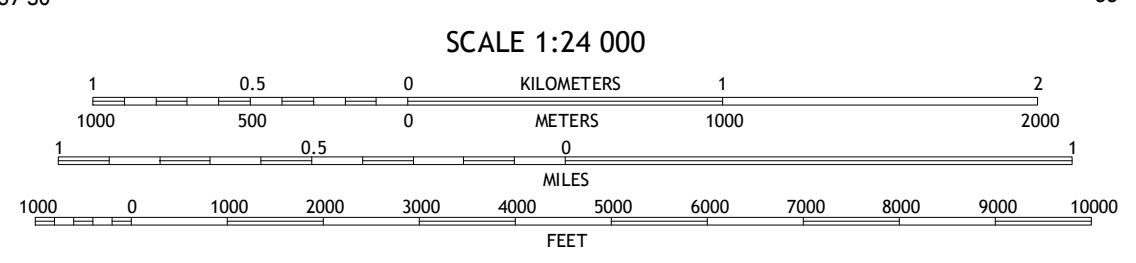 SCALE 1:24 000
1 0.5 0 KILOMETERS 1 2
1000 500 0 METERS 1000 2000
1 0.5 0 1
MILES
1000 0 1000 2000 3000 4000 5000 6000 7000 8000 9000 10000
FEET